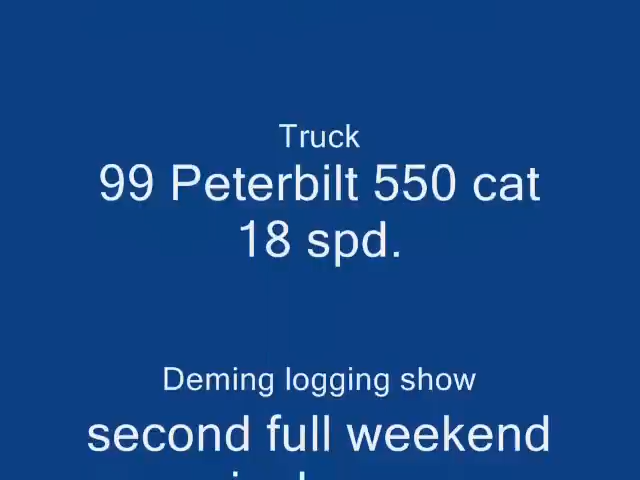 Truck
99 Peterbilt 550 cat
18 spd.
Deming logging show
second full weekend